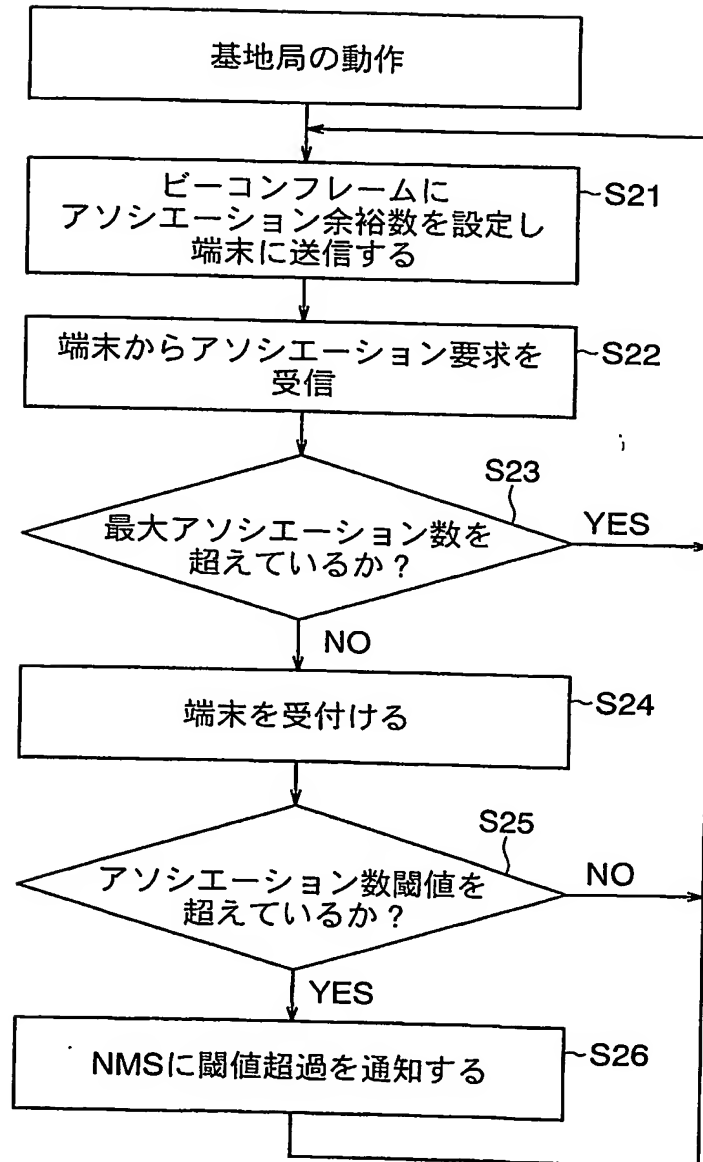 基地局の動作
ビーコンフレームに
アソシエーション余裕数を設定し
端末に送信する
~S21
端末からアソシエーション要求を
受信
~S22
S23
最大アソシエーション数を
超えているか?
YES
NO
端末を受付ける
~S24
S25
アソシエーション数閾値を
超えているか?
NO
YES
NMSに閾値超過を通知する
~S26